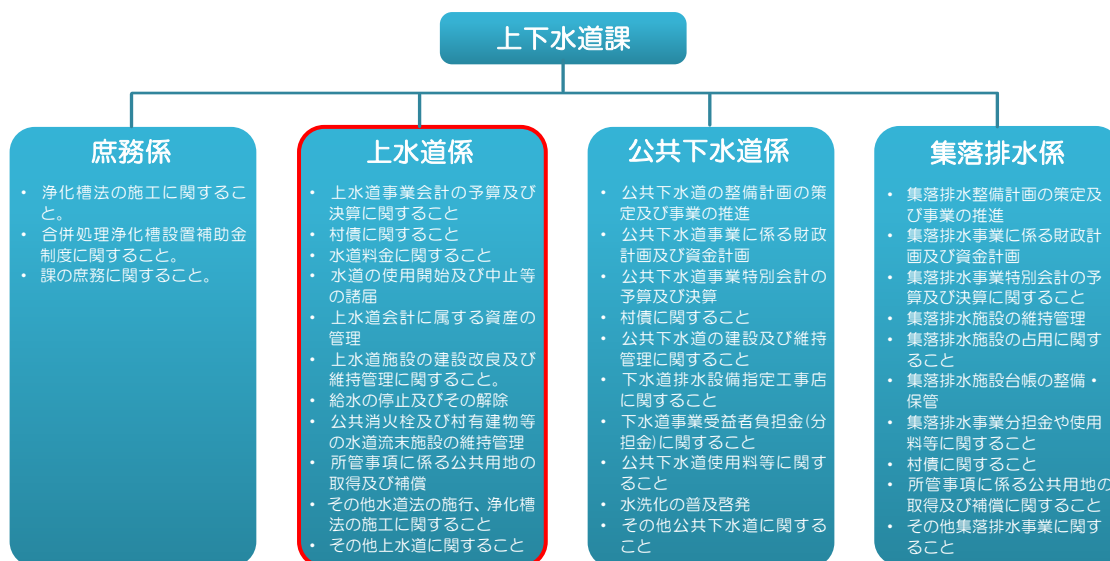 上下水道課
庶務係
• 浄化槽法の施工に関するこ
と。
• 合併処理浄化槽設置補助金
制度に関すること。
• 課の庶務に関すること。
上水道係
• 上水道事業会計の予算及び
決算に関すること
• 村債に関すること
• 水道料金に関すること
• 水道の使用開始及び中止等
の諸届
• 上水道会計に属する資産の
管理
• 上水道施設の建設改良及び
維持管理に関すること。
• 給水の停止及びその解除
• 公共消火栓及び村有建物等
の水道流末施設の維持管理
• 所管事項に係る公共用地の
取得及び補償
• その他水道法の施行、浄化槽
法の施工に関すること
• その他上水道に関すること
公共下水道係
• 公共下水道の整備計画の策
定及び事業の推進
• 公共下水道事業に係る財政
計画及び資金計画
• 公共下水道事業特別会計の
予算及び決算
• 村債に関すること
• 公共下水道の建設及び維持
管理に関すること
• 下水道排水設備指定工事店
に関すること
• 下水道事業受益者負担金(分
担金)に関すること
• 公共下水道使用料等に関す
ること
• 水洗化の普及啓発
• その他公共下水道に関する
こと
集落排水係
• 集落排水整備計画の策定及
び事業の推進
• 集落排水事業に係る財政計
画及び資金計画
• 集落排水事業特別会計の予
算及び決算に関すること
• 集落排水施設の維持管理
• 集落排水施設の占用に関す
ること
• 集落排水施設台帳の整備・
保管
• 集落排水事業分担金や使用
料等に関すること
• 村債に関すること
• 所管事項に係る公共用地の
取得及び補償に関すること
• その他集落排水事業に関す
ること